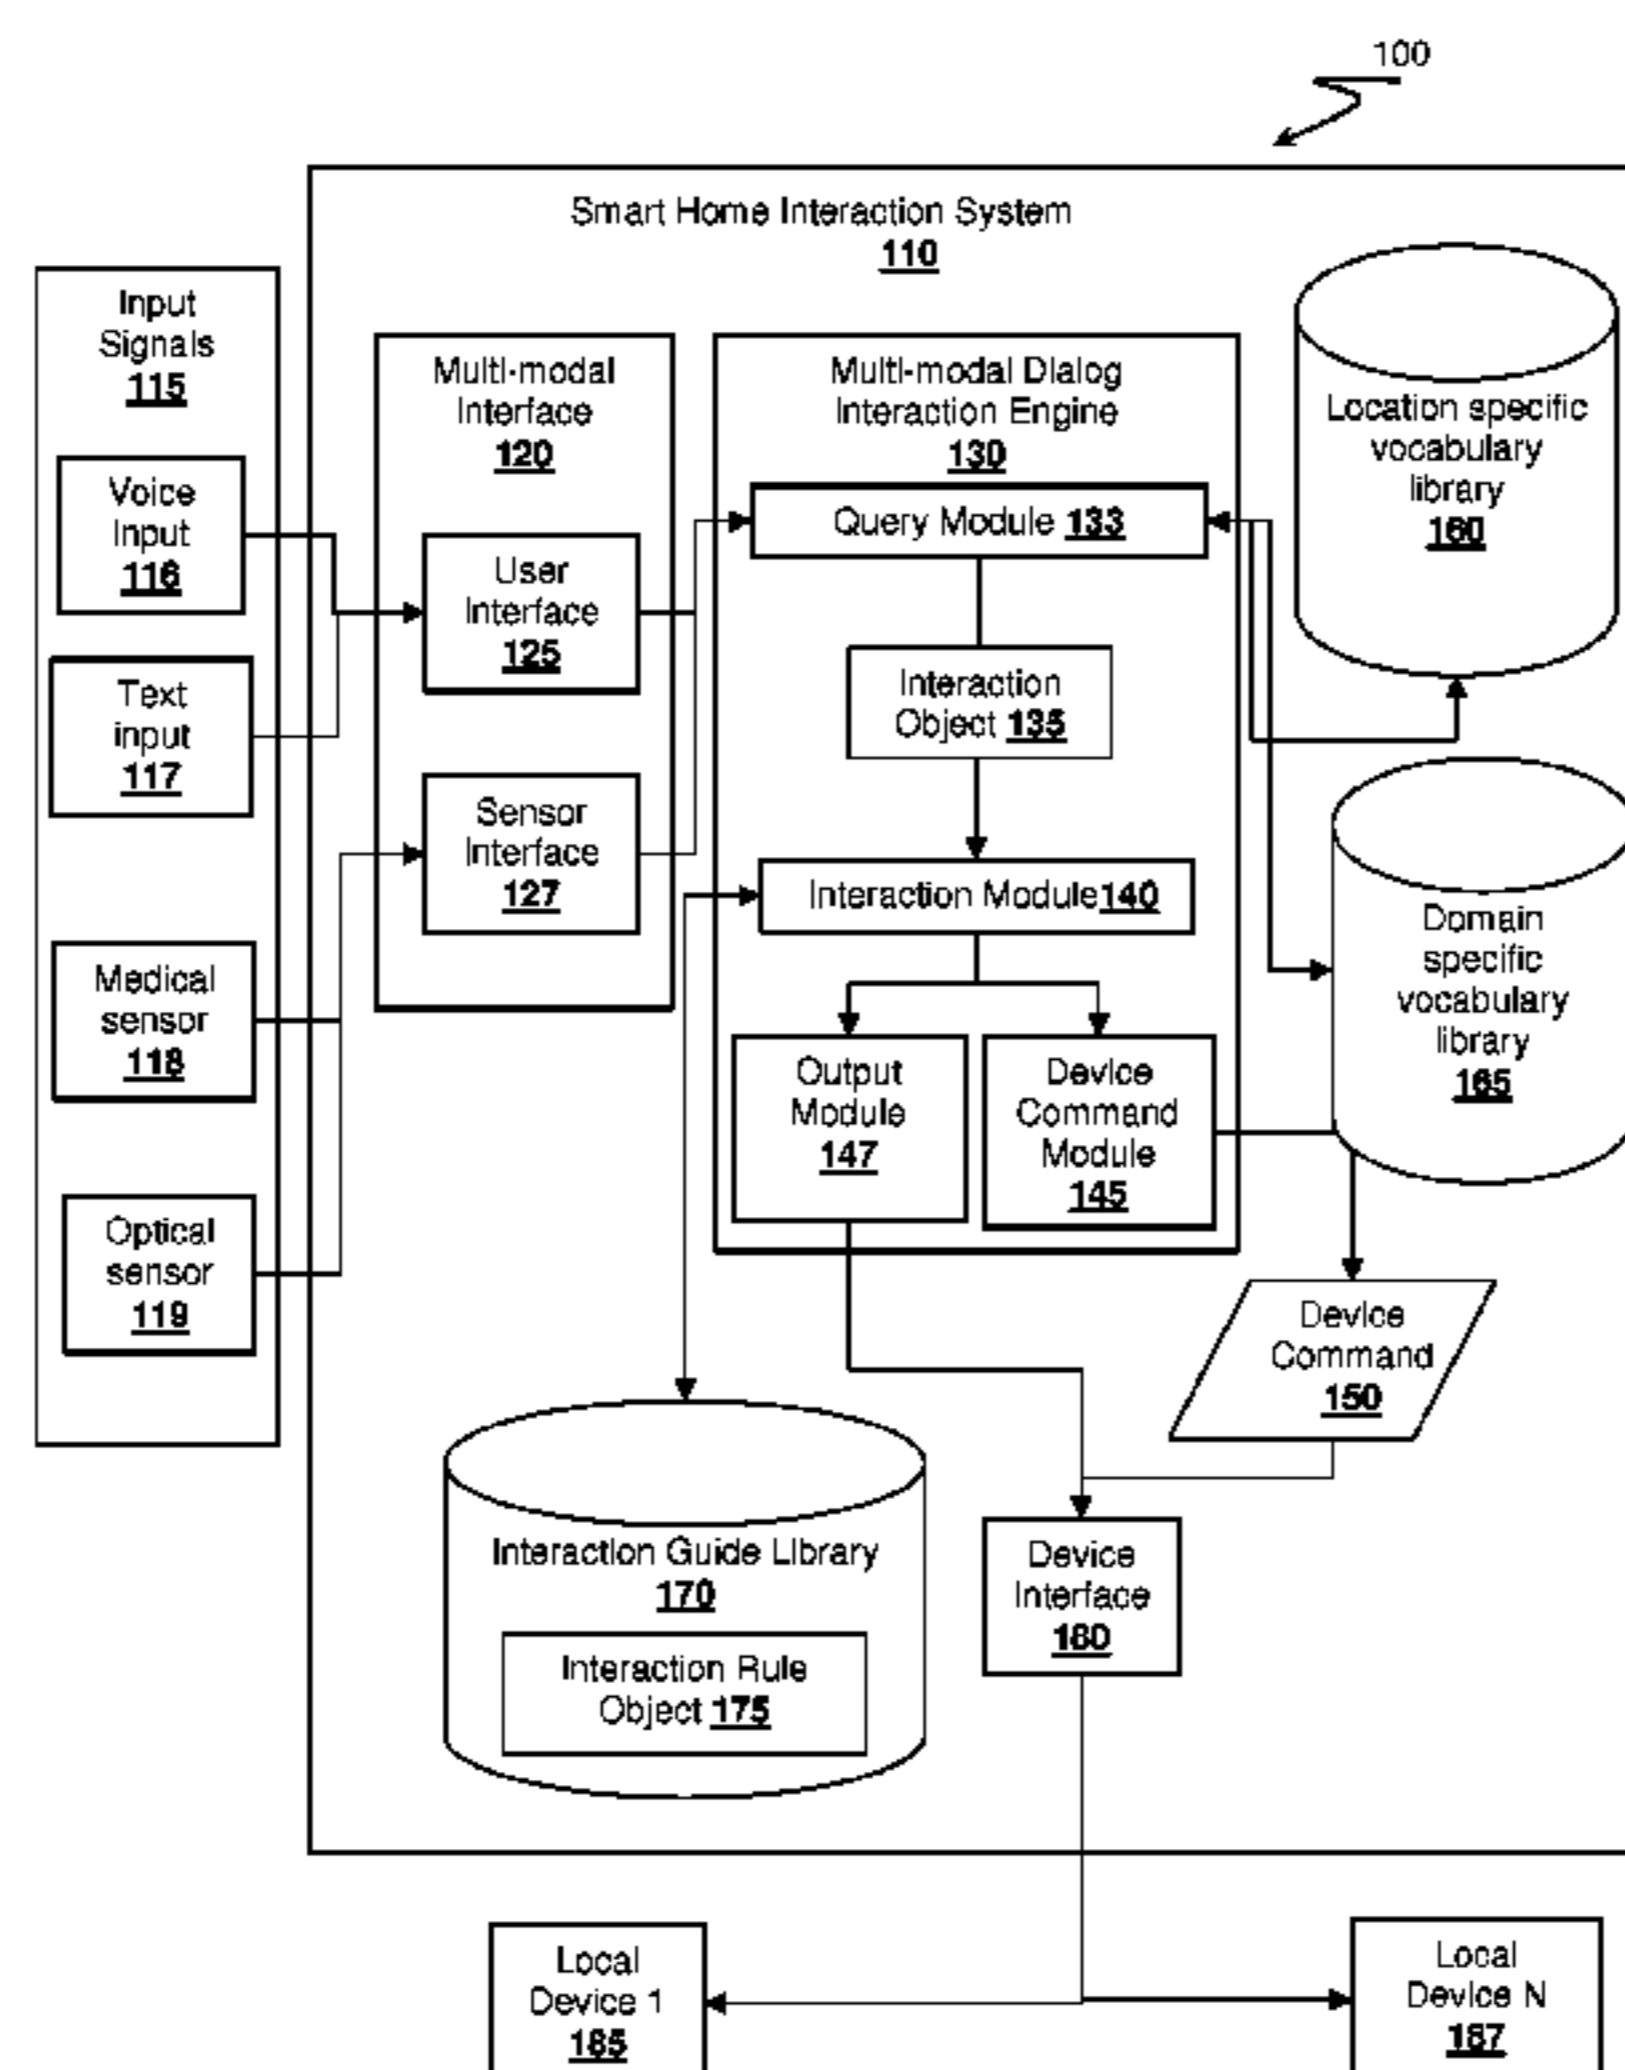 100
Smart Home Interaction System
110
Input
Signals
115
Voice
Input
116
Text
input
117
Medical
sensor
118
Optical
sensor
119
Multi-modal
Interface
120
User
Interface
125
Sensor
Interface
127
Multi-modal Dialog
Interaction Engine
130
Query Module 133
Interaction
Object 135
Interaction Module140
Output
Module
147
Device
Command
Module
145
Location specific
vocabulary
library
160
Domain
specific
vocabulary
library
165
Device
Command
150
Interaction Guide Library
170
Interaction Rule
Object 175
Device
Interface
180
Local
Device 1
185
Local
Device N
187